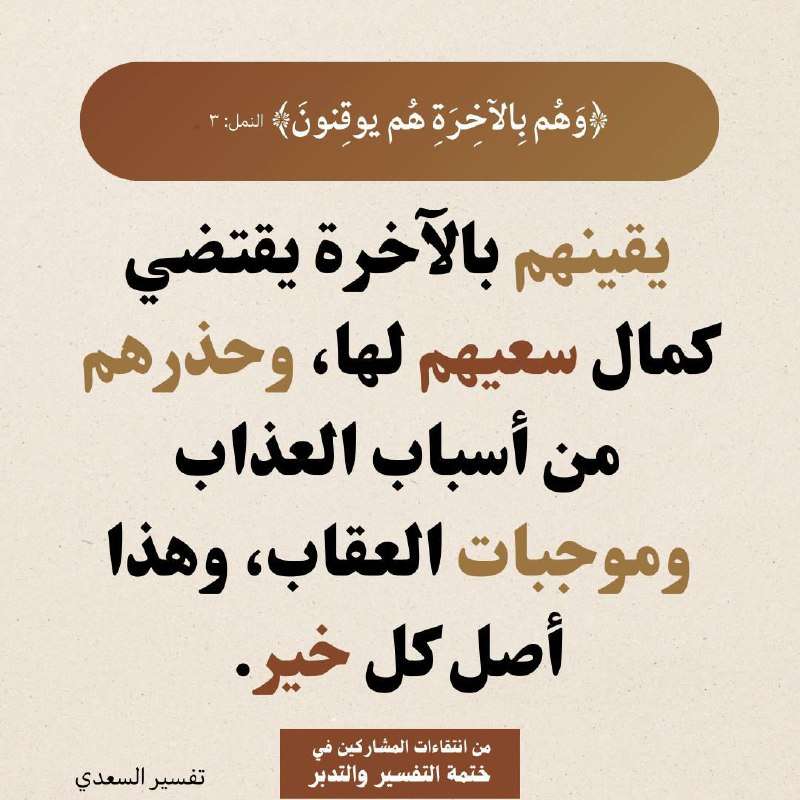 ﴿وَهُم بِالآخِرَةِ هُم يوقِنونَ﴾ النمل: ٣
يقينهم بالآخرة يقتضي
كمال سعيهم لها، وحذرهم
من أسباب العذاب
وموجبات العقاب، وهذا
أصل كل خير.
من انتقاءات المشاركين في
ختمة التفسير والتدبر
تفسير السعدي